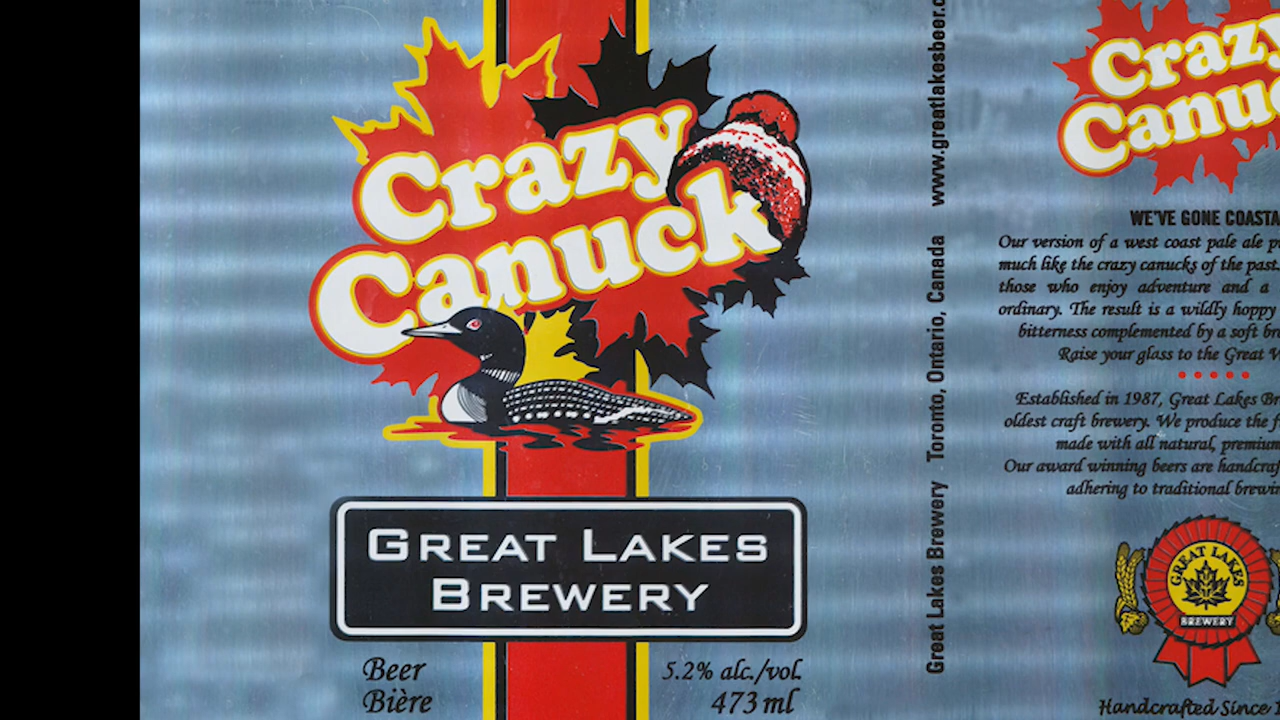 Crazy
Canuck
GREAT LAKES
BREWERY
Beer
Bière
5.2% alc./vol.
473 ml
Great Lakes Brewery Toronto, Ontario, Canada www.greatlakesbeer.c
Crazy
Canuc
WE'VE GONE COASTA
Our version of a west coast pale ale p
much like the crazy canucks of the past.
those who enjoy adventure and a
ordinary. The result is a wildly hoppy
bitterness complemented by a soft br
Raise your glass to the Great W
Established in 1987, Great Lakes Br
oldest craft brewery. We produce the f
made with all natural, premium
Our award winning beers are handcraf
adhering to traditional brewin
GREAT LAKES
BREWERY
Handcrafted Since